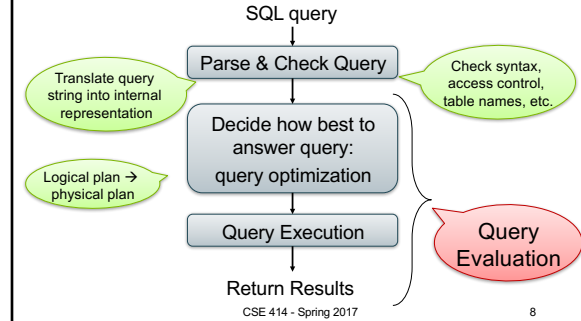 SQL query
Parse & Check Query
Translate query
string into internal
representation
Check syntax,
access control,
table names, etc.
Decide how best to
answer query:
query optimization
Logical plan →
physical plan
Query Execution
Query
Evaluation
Return Results
CSE 414 - Spring 2017
8